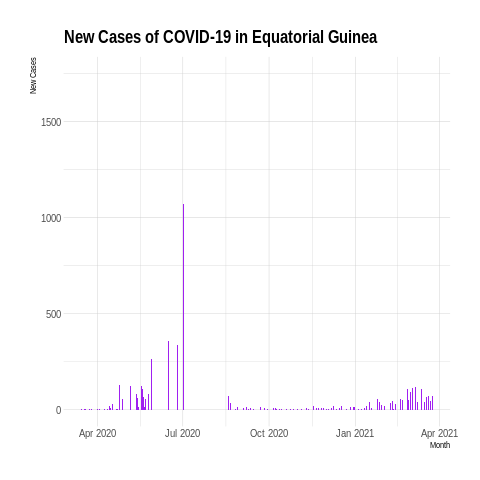 New Cases of COVID-19 in Equatorial Guinea
New Cases
1500
1000
500
0
Apr 2020 Jul 2020 Oct 2020 Jan 2021 Apr 2021
Month